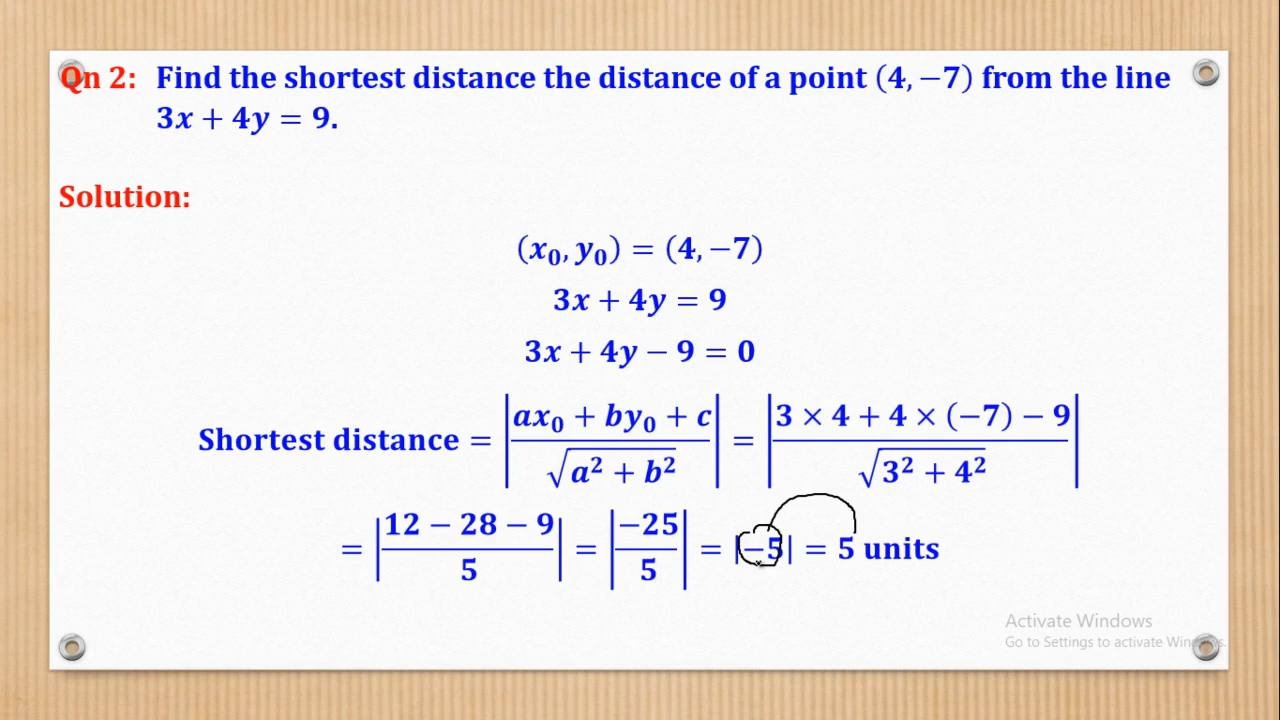 Qn 2: Find the shortest distance the distance of a point (4, −7) from the line
3x + 4y = 9.
Solution:
(x₀, y₀) = (4, −7)
3x + 4y = 9
3x + 4y − 9 = 0
Shortest distance = |(ax₀ + by₀ + c)/√(a² + b²)| = |(3 × 4 + 4 × (−7) − 9)/√(3² + 4²)|
= |(12 − 28 − 9)/5| = |−25/5| = |−5| = 5 units
Activate Windows
Go to Settings to activate Windows.